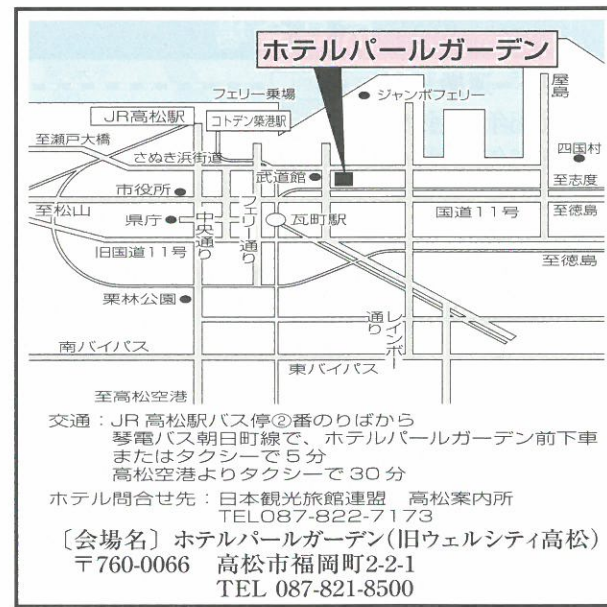 ホテルパールガーデン
フェリー乗場
ジャンボフェリー
屋島
JR高松駅
コトデン築港駅
至瀬戸大橋
さぬき浜街道
武道館
四国村
市役所
至志度
至松山
県庁
中央通り
フェリー通り
瓦町駅
国道11号
至徳島
旧国道11号
至徳島
栗林公園
レインボー通り
南バイパス
東バイパス
至高松空港
交通：JR高松駅バス停②番のりばから
琴電バス朝日町線で、ホテルパールガーデン前下車
またはタクシーで5分
高松空港よりタクシーで30分
ホテル問合せ先：日本観光旅館連盟　高松案内所
TEL087-822-7173
〔会場名〕ホテルパールガーデン(旧ウェルシティ高松)
〒760-0066　高松市福岡町2-2-1
TEL 087-821-8500